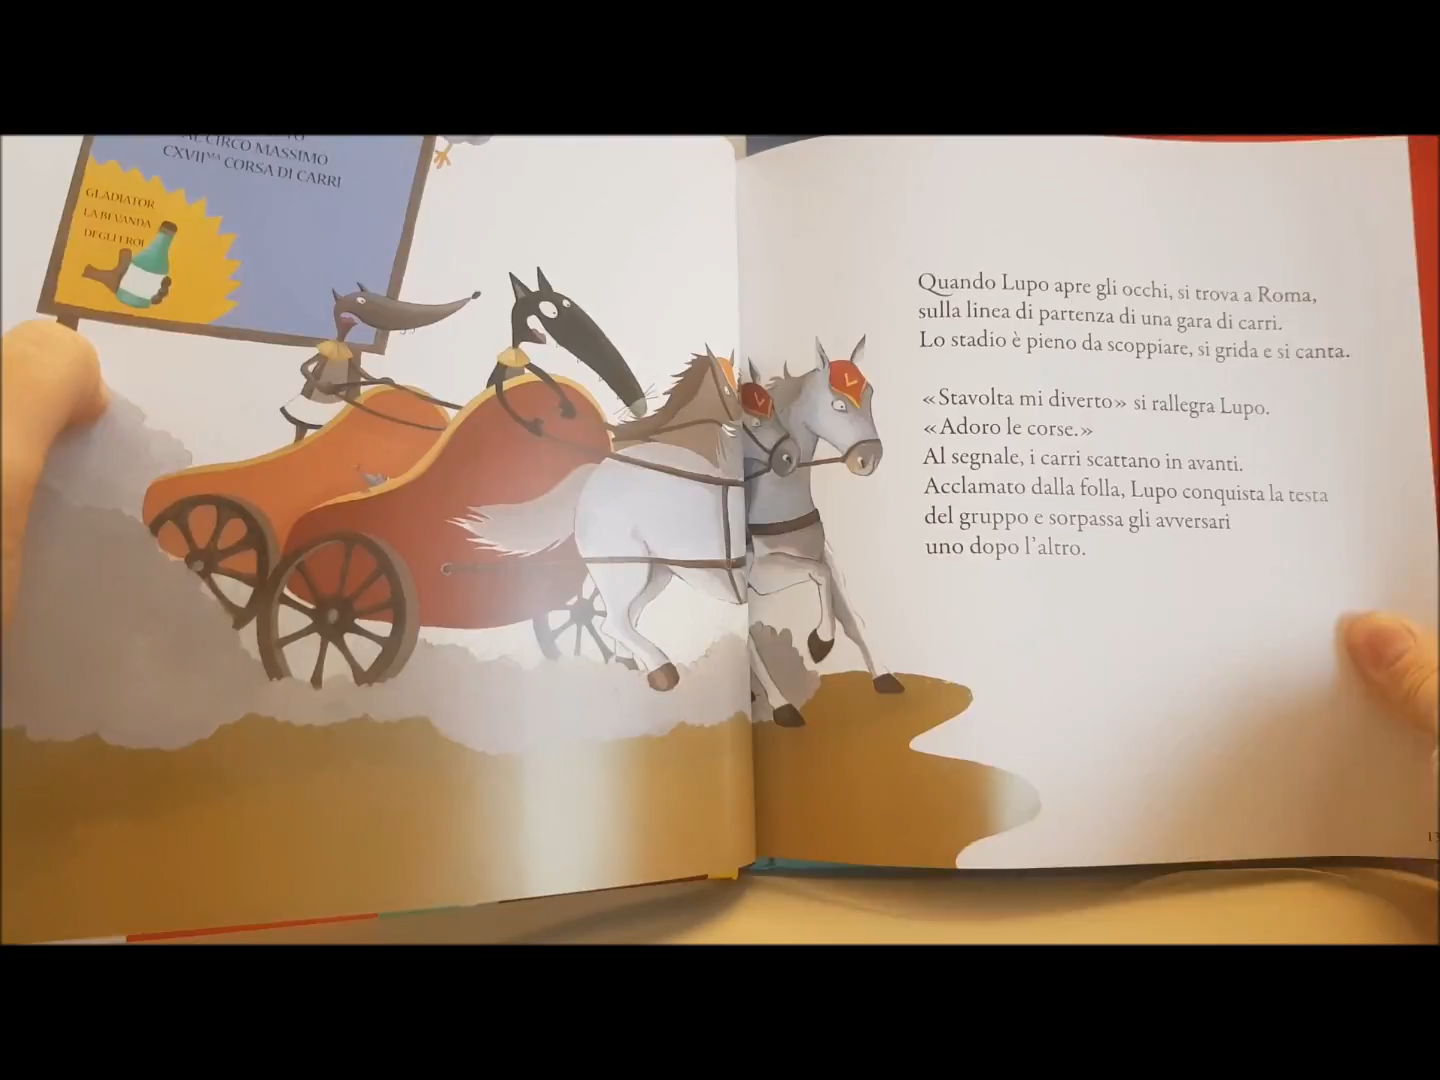 AL CIRCO MASSIMO
CXVIIᴹᴬ CORSA DI CARRI
GLADIATOR
LA BEVANDA
DEGLI EROI
Quando Lupo apre gli occhi, si trova a Roma,
sulla linea di partenza di una gara di carri.
Lo stadio è pieno da scoppiare, si grida e si canta.
«Stavolta mi diverto» si rallegra Lupo.
«Adoro le corse.»
Al segnale, i carri scattano in avanti.
Acclamato dalla folla, Lupo conquista la testa
del gruppo e sorpassa gli avversari
uno dopo l'altro.